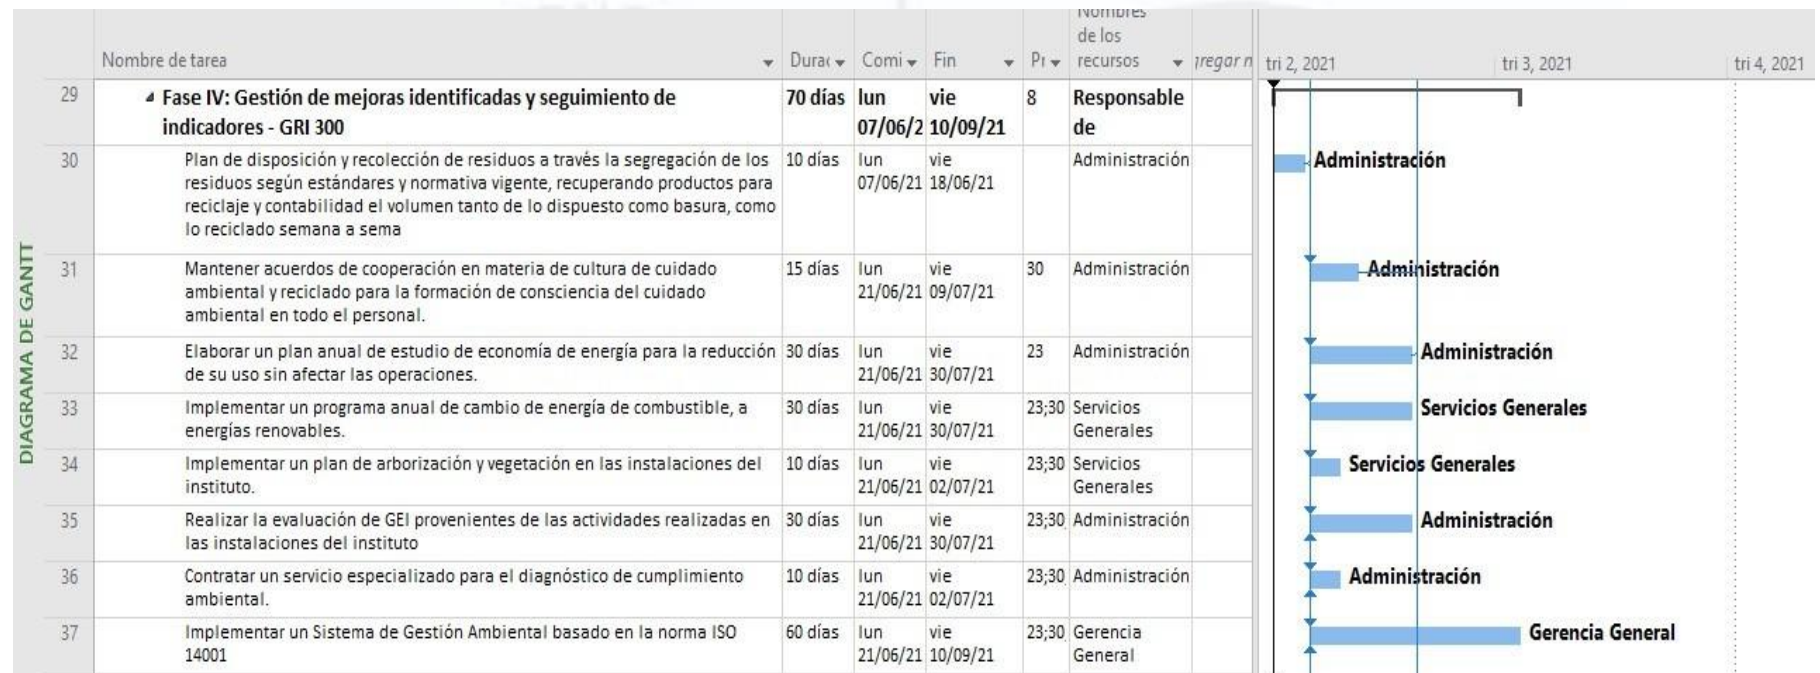 Nombres
de los
Nombre de tarea Durac Comi Fin Pr recursos regar n tri 2, 2021 tri 3, 2021 tri 4, 2021
DIAGRAMA DE GANTT
29 Fase IV: Gestión de mejoras identificadas y seguimiento de 70 días lun vie 8 Responsable
indicadores - GRI 300 07/06/2 10/09/21 de
30 Plan de disposición y recolección de residuos a través la segregación de los 10 días lun vie Administración Administración
residuos según estándares y normativa vigente, recuperando productos para 07/06/21 18/06/21
reciclaje y contabilidad el volumen tanto de lo dispuesto como basura, como
lo reciclado semana a sema
31 Mantener acuerdos de cooperación en materia de cultura de cuidado 15 días lun vie 30 Administración Administración
ambiental y reciclado para la formación de consciencia del cuidado 21/06/21 09/07/21
ambiental en todo el personal.
32 Elaborar un plan anual de estudio de economía de energía para la reducción 30 días lun vie 23 Administración Administración
de su uso sin afectar las operaciones. 21/06/21 30/07/21
33 Implementar un programa anual de cambio de energía de combustible, a 30 días lun vie 23;30 Servicios Servicios Generales
energías renovables. 21/06/21 30/07/21 Generales
34 Implementar un plan de arborización y vegetación en las instalaciones del 10 días lun vie 23;30 Servicios Servicios Generales
instituto. 21/06/21 02/07/21 Generales
35 Realizar la evaluación de GEI provenientes de las actividades realizadas en 30 días lun vie 23;30 Administración Administración
las instalaciones del instituto 21/06/21 30/07/21
36 Contratar un servicio especializado para el diagnóstico de cumplimiento 10 días lun vie 23;30 Administración Administración
ambiental. 21/06/21 02/07/21
37 Implementar un Sistema de Gestión Ambiental basado en la norma ISO 60 días lun vie 23;30 Gerencia Gerencia General
14001 21/06/21 10/09/21 General